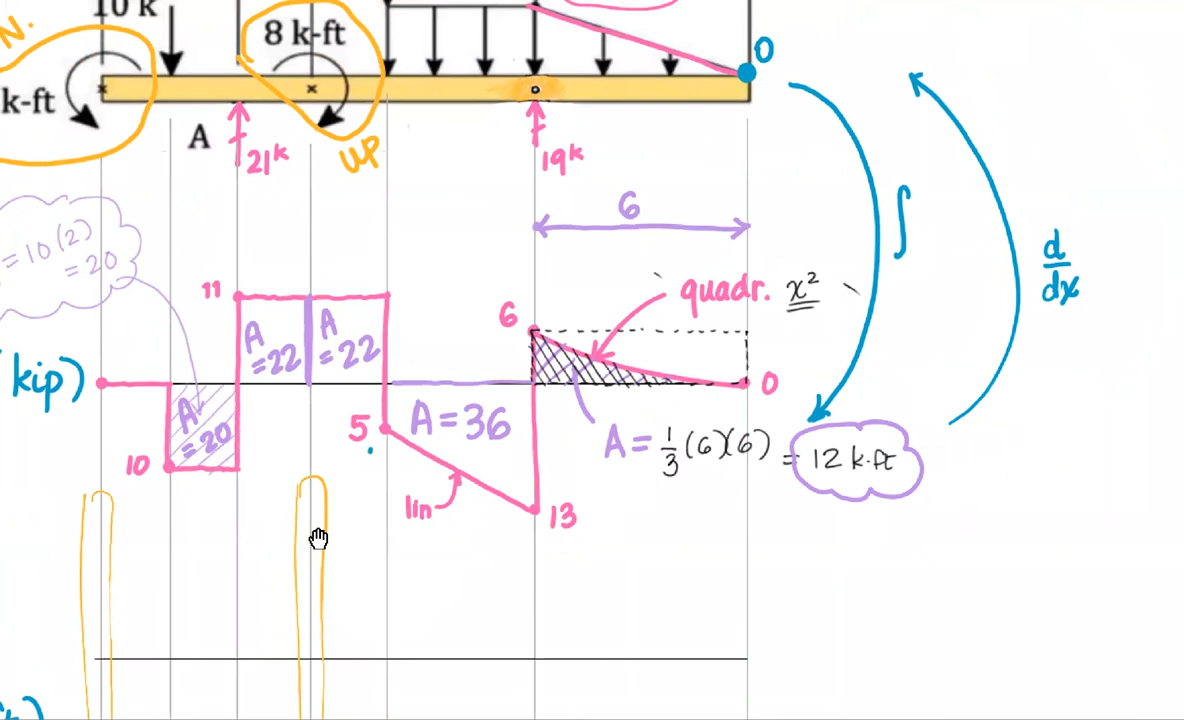 N.
10 k
8 k-ft
0
k-ft
A
UP
21ᵏ
19ᵏ
6
= 10 (2)
= 20
∫
d
dx
11
6
quadr. x²
A
= 22
A
= 22
kip)
0
A
= 20
5
A = 36
A = 1/3 (6)(6) = 12 k·ft
10
lin
13